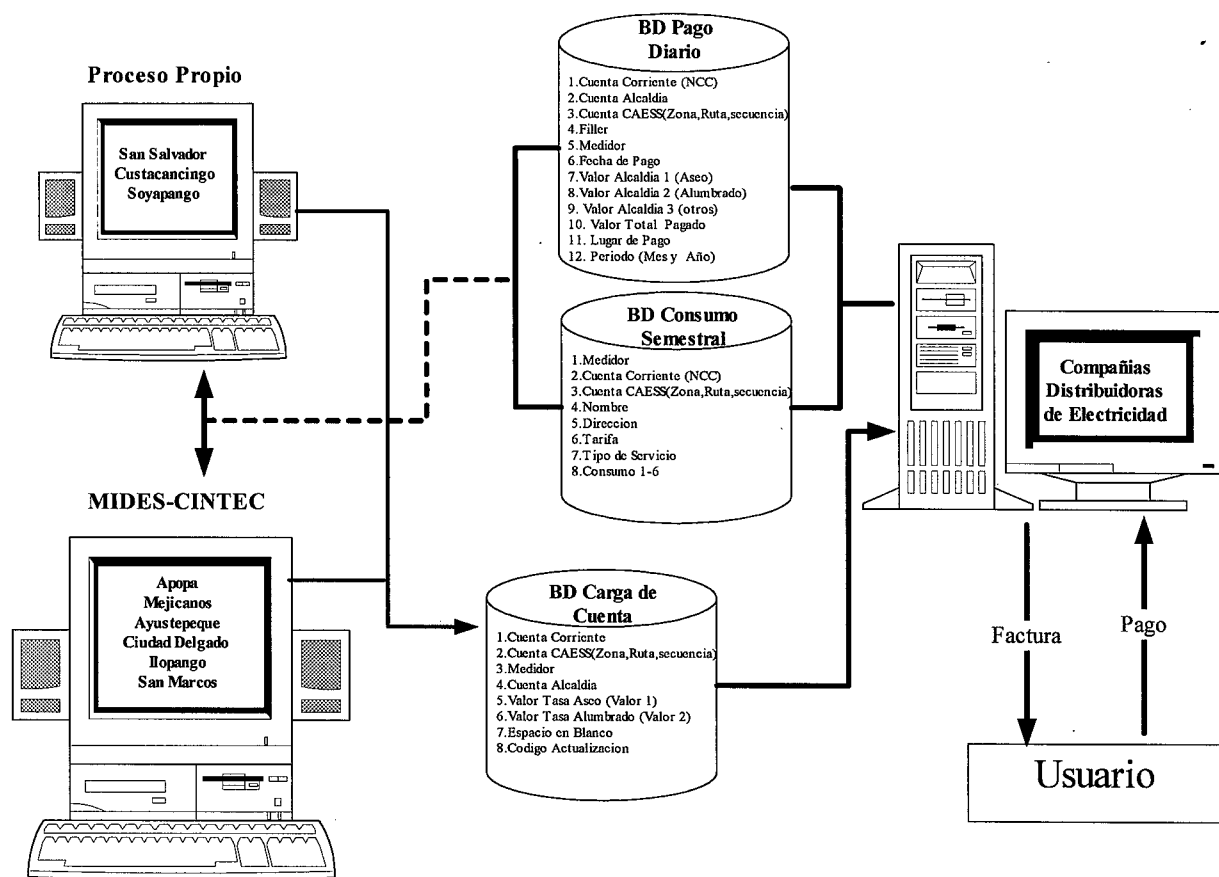 Proceso Propio
San Salvador
Custacancingo
Soyapango
MIDES-CINTEC
Apopa
Mejicanos
Ayustepeque
Ciudad Delgado
Ilopango
San Marcos
BD Pago
Diario
1.Cuenta Corriente (NCC)
2.Cuenta Alcaldia
3.Cuenta CAESS(Zona,Ruta,secuencia)
4.Filler
5.Medidor
6.Fecha de Pago
7.Valor Alcaldia 1 (Aseo)
8.Valor Alcaldia 2 (Alumbrado)
9. Valor Alcaldia 3 (otros)
10. Valor Total Pagado
11. Lugar de Pago
12. Periodo (Mes y Año)
BD Consumo
Semestral
1.Medidor
2.Cuenta Corriente (NCC)
3.Cuenta CAESS(Zona,Ruta,secuencia)
4.Nombre
5.Direccion
6.Tarifa
7.Tipo de Servicio
8.Consumo 1-6
BD Carga de
Cuenta
1.Cuenta Corriente
2.Cuenta CAESS(Zona,Ruta,secuencia)
3.Medidor
4.Cuenta Alcaldia
5.Valor Tasa Aseo (Valor 1)
6.Valor Tasa Alumbrado (Valor 2)
7.Espacio en Blanco
8.Codigo Actualizacion
Compañias
Distribuidoras
de Electricidad
Factura
Pago
Usuario